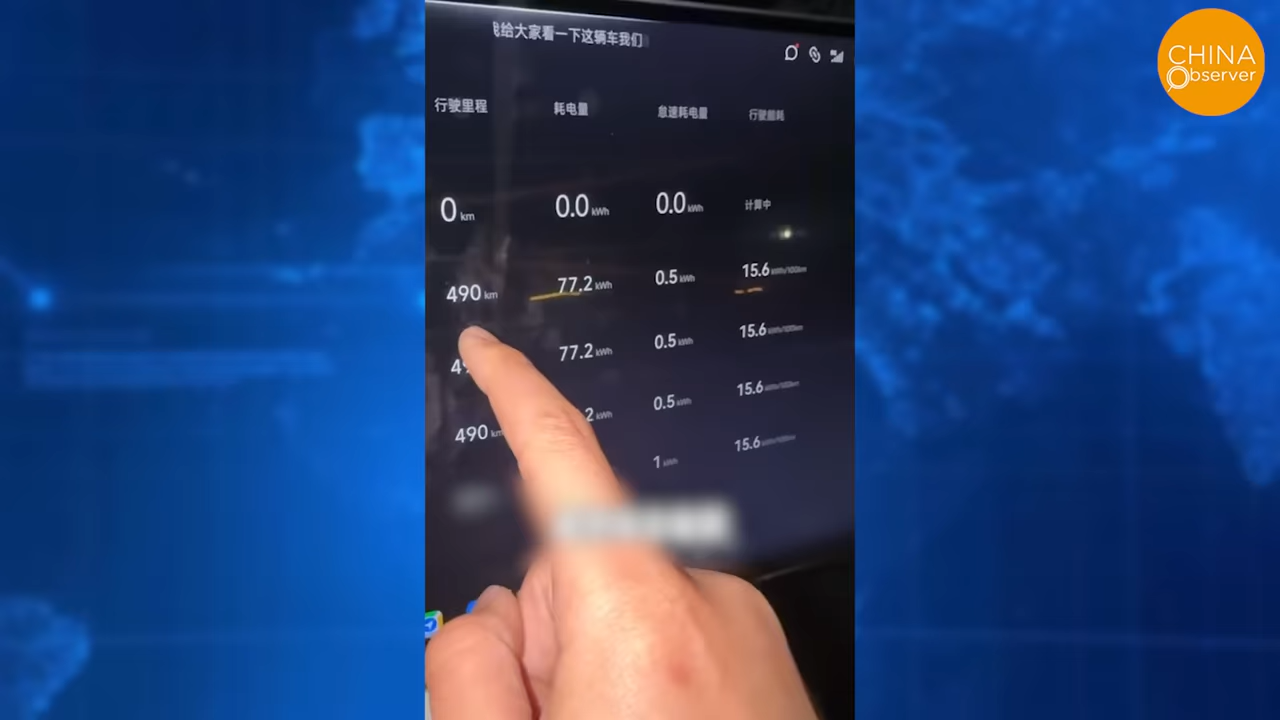 我给大家看一下这辆车我们
CHINA
Observer
行驶里程 耗电量 怠速耗电量 行驶能耗
0 km 0.0 kWh 0.0 kWh 计算中
490 km 77.2 kWh 0.5 kWh 15.6 kWh/100km
49 77.2 kWh 0.5 kWh 15.6 kWh/100km
490 km .2 kWh 0.5 kWh 15.6 kWh/100km
1 kWh 15.6 kWh/100km